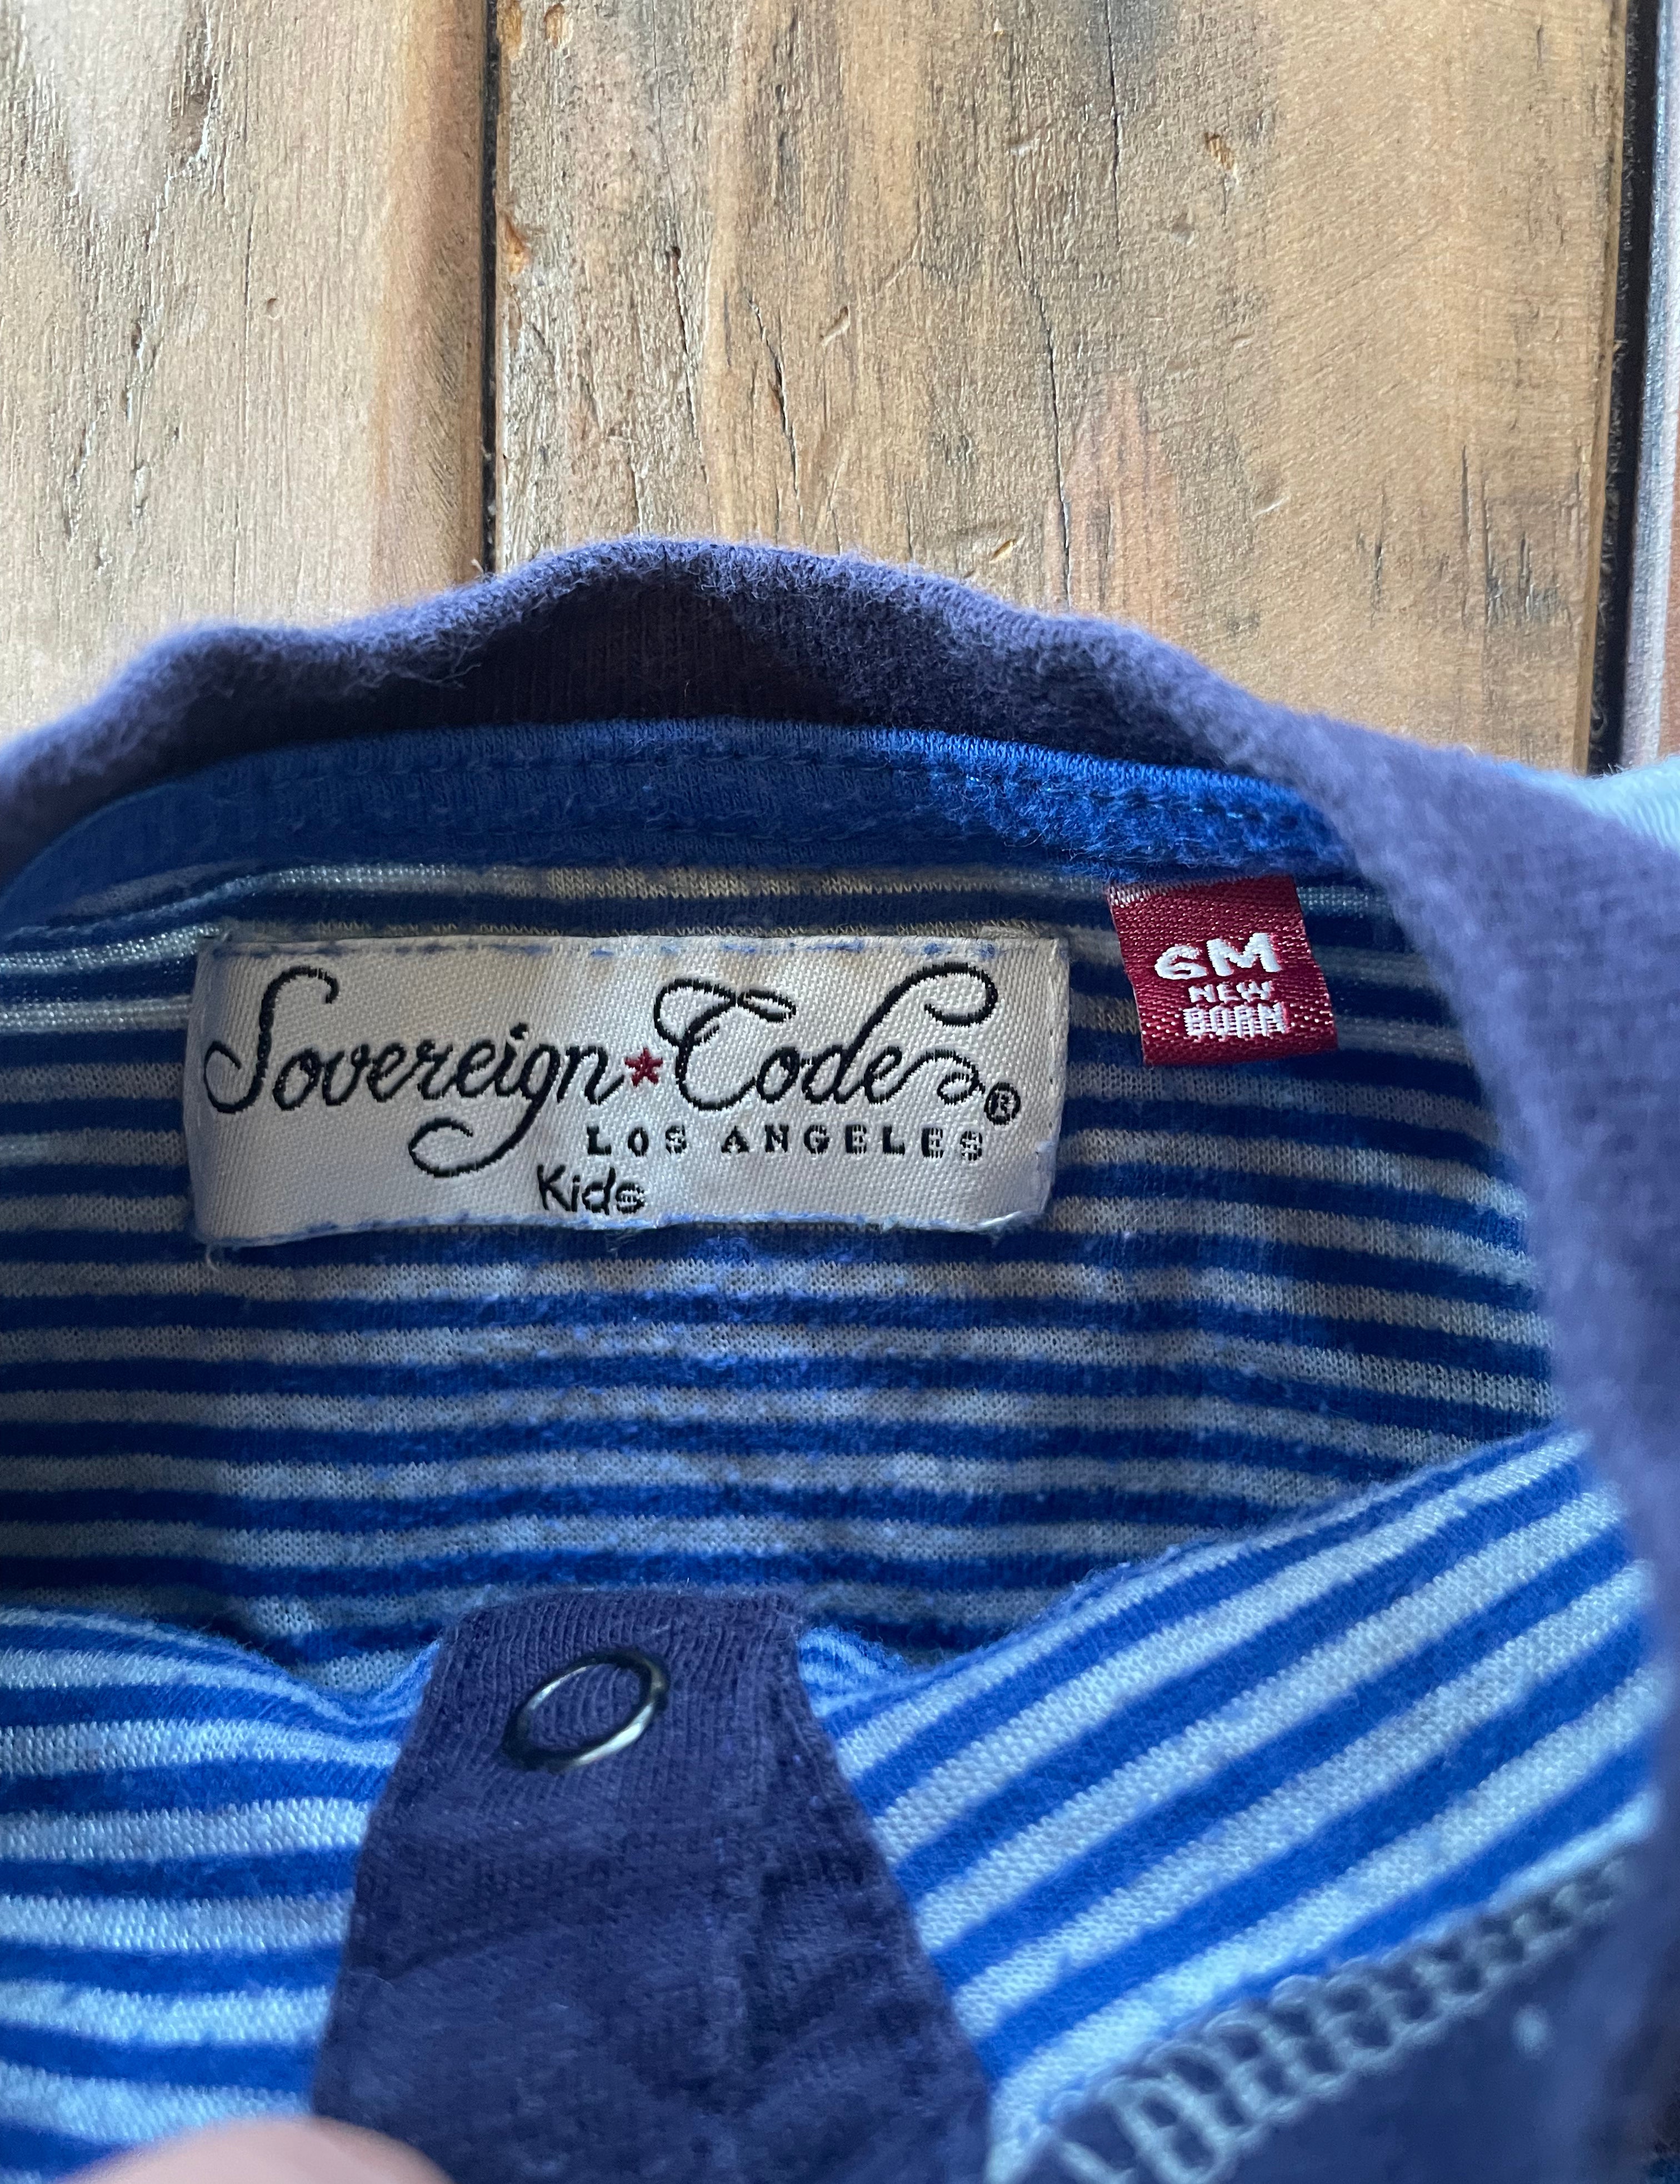 Sovereign★Code®
LOS ANGELES
Kids
6M
NEW
BORN